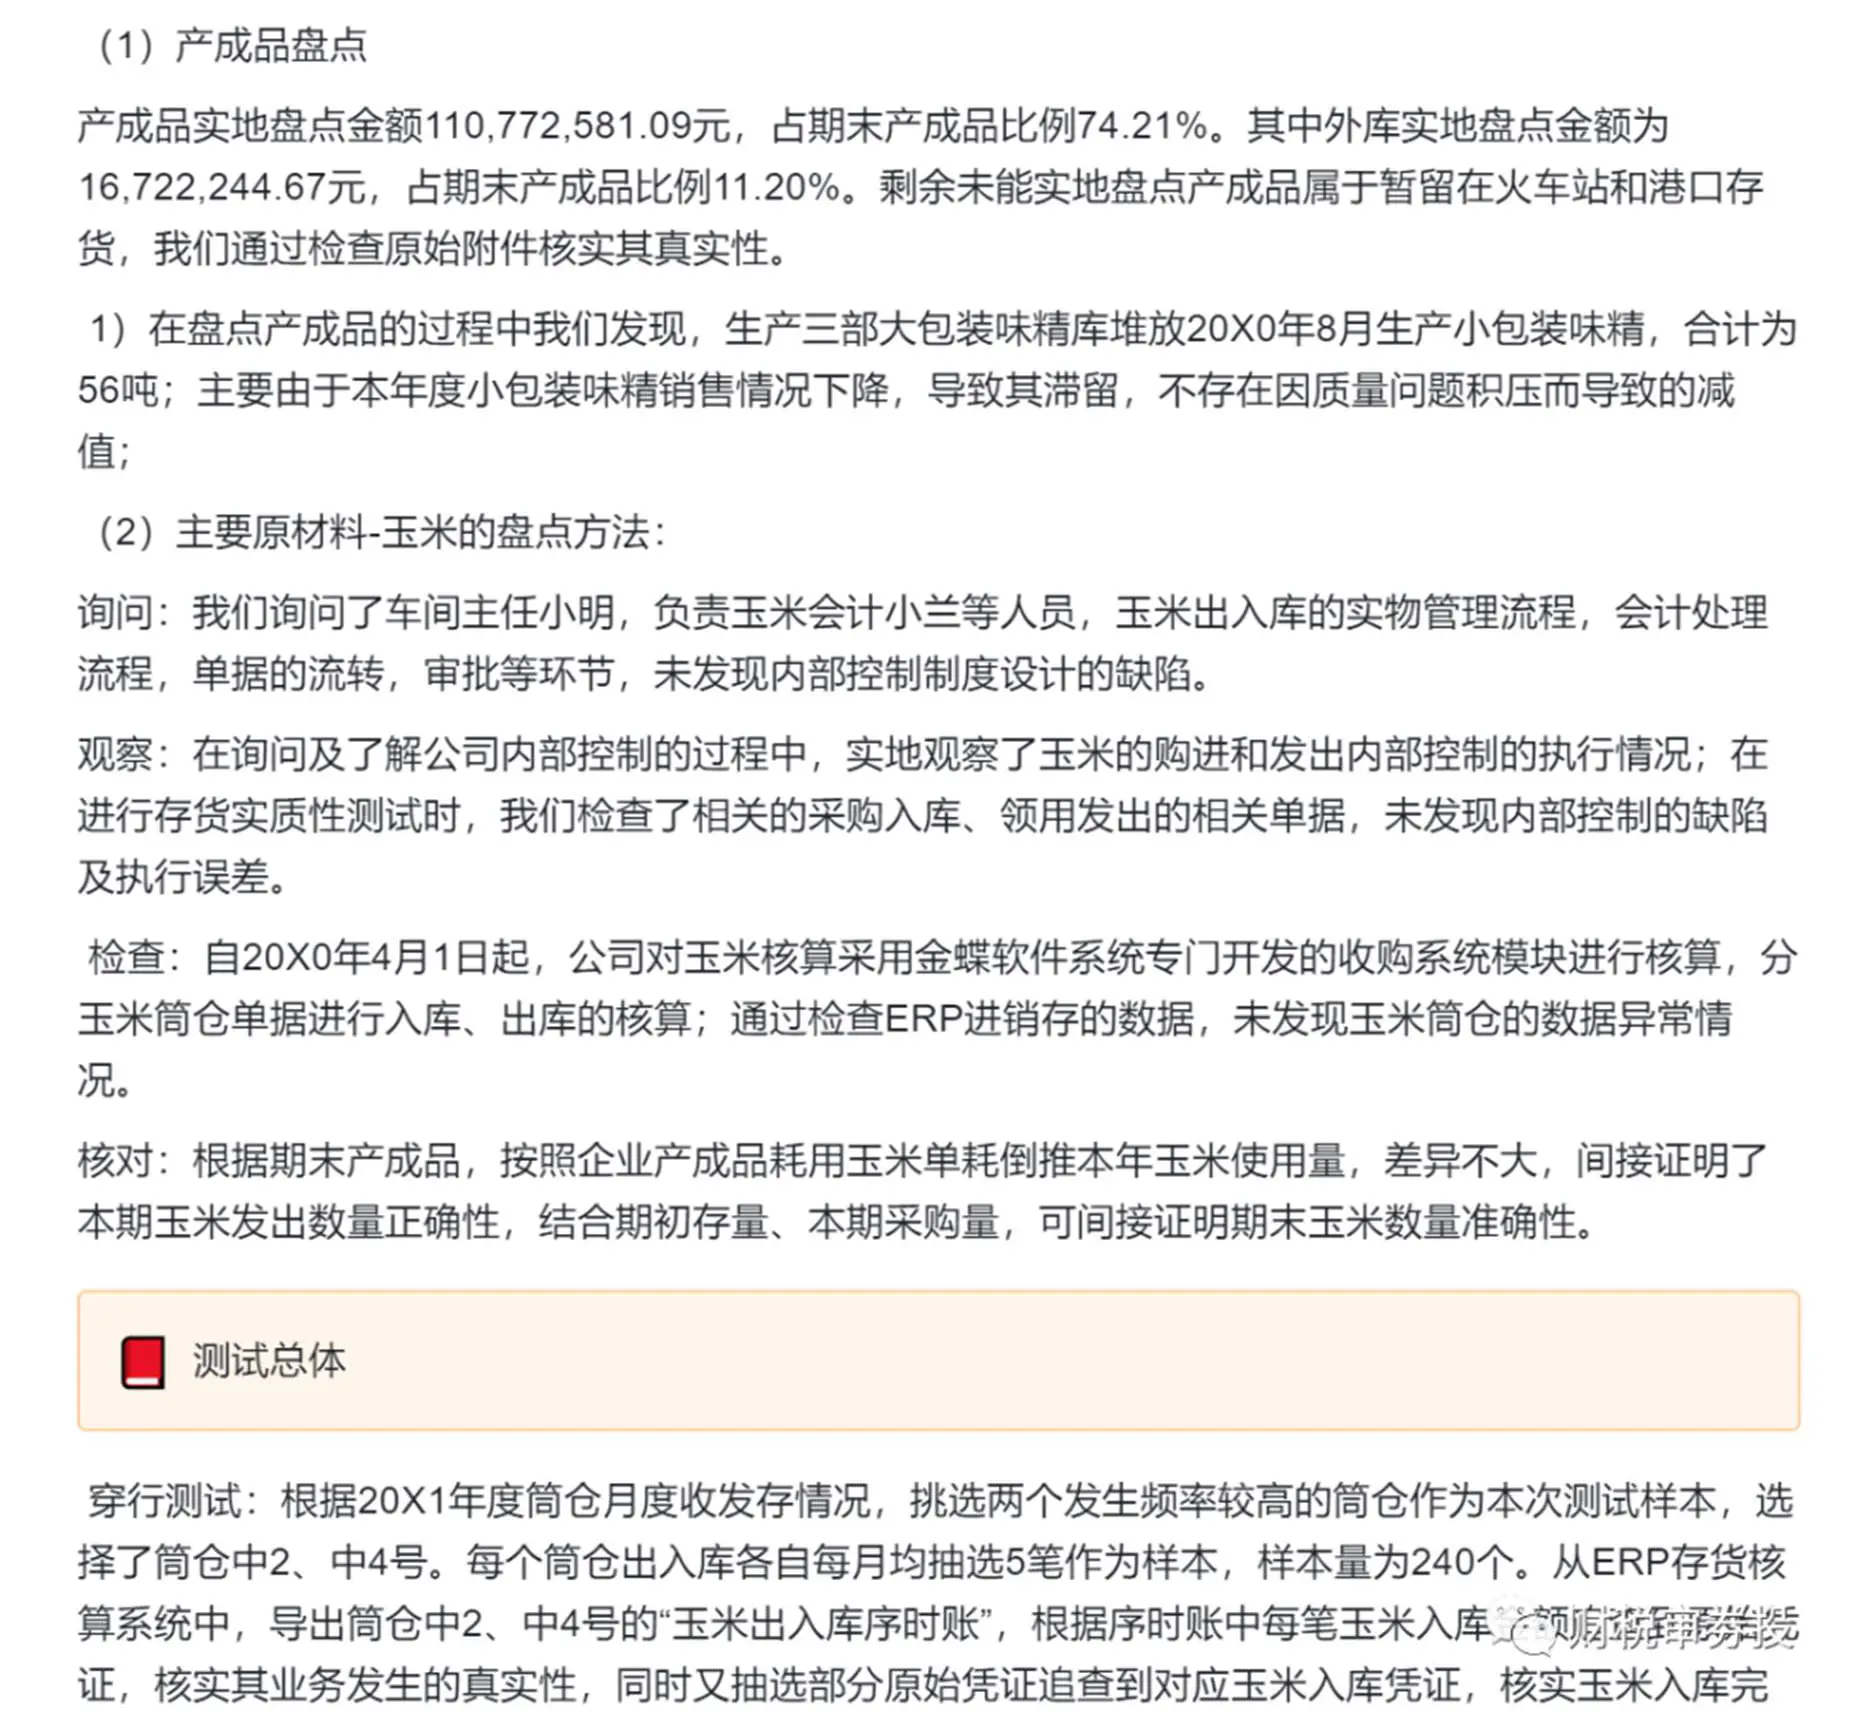 （1）产成品盘点
产成品实地盘点金额110,772,581.09元，占期末产成品比例74.21%。其中外库实地盘点金额为
16,722,244.67元，占期末产成品比例11.20%。剩余未能实地盘点产成品属于暂留在火车站和港口存
货，我们通过检查原始附件核实其真实性。
1）在盘点产成品的过程中我们发现，生产三部大包装味精库堆放20X0年8月生产小包装味精，合计为
56吨；主要由于本年度小包装味精销售情况下降，导致其滞留，不存在因质量问题积压而导致的减
值；
（2）主要原材料-玉米的盘点方法：
询问：我们询问了车间主任小明，负责玉米会计小兰等人员，玉米出入库的实物管理流程，会计处理
流程，单据的流转，审批等环节，未发现内部控制制度设计的缺陷。
观察：在询问及了解公司内部控制的过程中，实地观察了玉米的购进和发出内部控制的执行情况；在
进行存货实质性测试时，我们检查了相关的采购入库、领用发出的相关单据，未发现内部控制的缺陷
及执行误差。
检查：自20X0年4月1日起，公司对玉米核算采用金蝶软件系统专门开发的收购系统模块进行核算，分
玉米筒仓单据进行入库、出库的核算；通过检查ERP进销存的数据，未发现玉米筒仓的数据异常情
况。
核对：根据期末产成品，按照企业产成品耗用玉米单耗倒推本年玉米使用量，差异不大，间接证明了
本期玉米发出数量正确性，结合期初存量、本期采购量，可间接证明期末玉米数量准确性。
测试总体
穿行测试：根据20X1年度筒仓月度收发存情况，挑选两个发生频率较高的筒仓作为本次测试样本，选
择了筒仓中2、中4号。每个筒仓出入库各自每月均抽选5笔作为样本，样本量为240个。从ERP存货核
算系统中，导出筒仓中2、中4号的“玉米出入库序时账”，根据序时账中每笔玉米入库
财税审券投
证，核实其业务发生的真实性，同时又抽选部分原始凭证追查到对应玉米入库凭证，核实玉米入库完